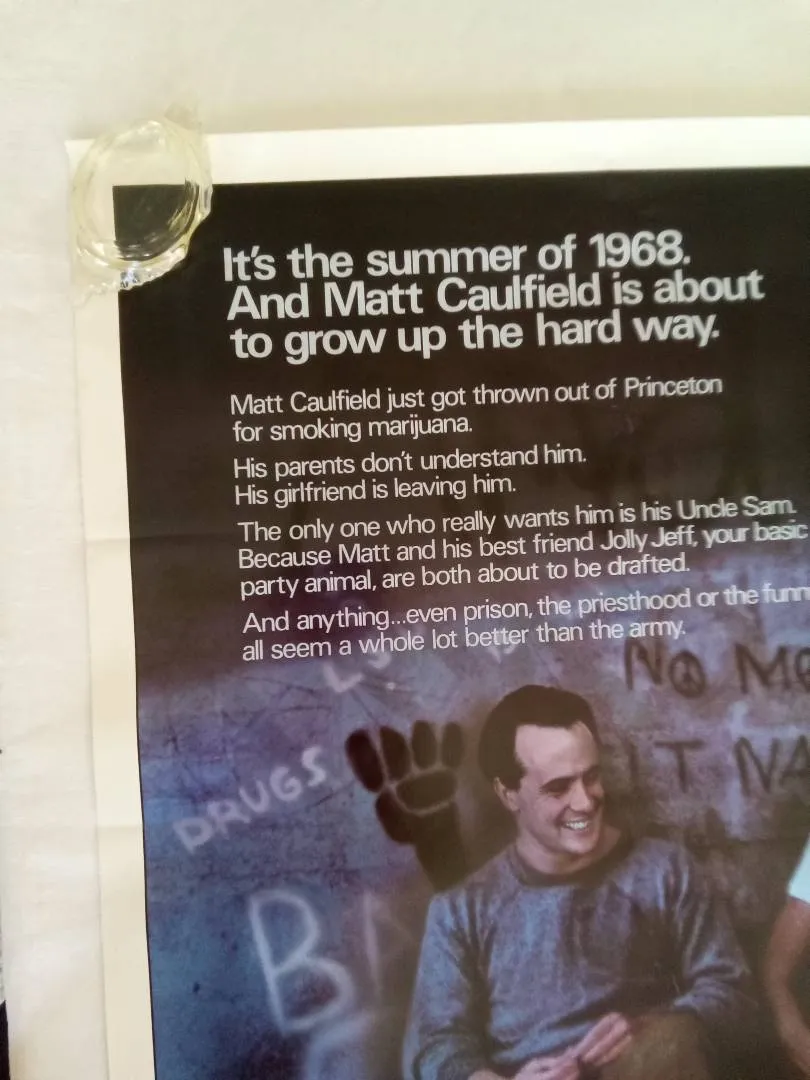 It's the summer of 1968.
And Matt Caulfield is about
to grow up the hard way.
Matt Caulfield just got thrown out of Princeton
for smoking marijuana.
His parents don't understand him.
His girlfriend is leaving him.
The only one who really wants him is his Uncle Sam.
Because Matt and his best friend Jolly Jeff, your basic
party animal, are both about to be drafted.
And anything...even prison, the priesthood or the
all seem a whole lot better than the army.
NO
DRUGS